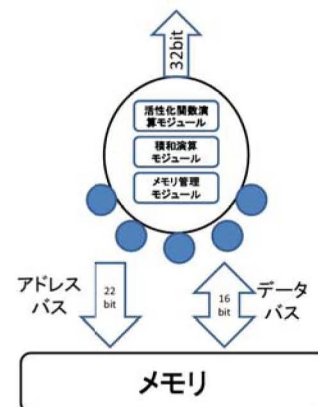 32bit
活性化関数演
算モジュール
積和演算
モジュール
メモリ管理
モジュール
アドレス
バス
22
bit
16
bit
データ
バス
メモリ